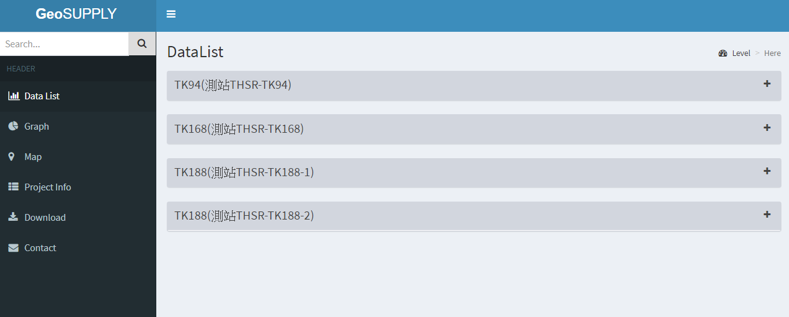 GeoSUPPLY
Search...
HEADER
Data List
Graph
Map
Project Info
Download
Contact
DataList
Level > Here
TK94(測站THSR-TK94)
TK168(測站THSR-TK168)
TK188(測站THSR-TK188-1)
TK188(測站THSR-TK188-2)